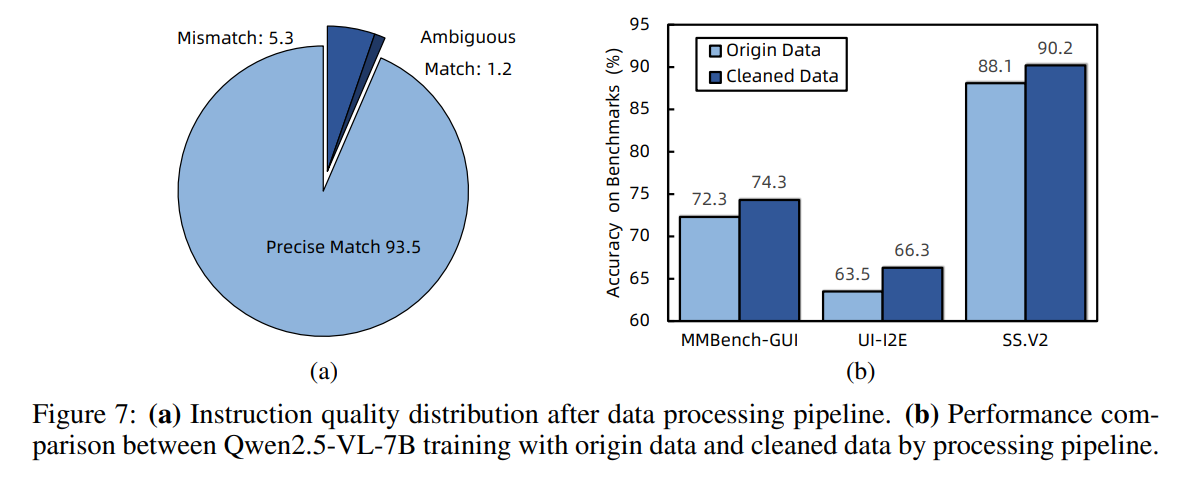 Mismatch: 5.3
Ambiguous
Match: 1.2
Precise Match 93.5
(a)
Accuracy on Benchmarks (%)
95
90
85
80
75
70
65
60
Origin Data
Cleaned Data
72.3
74.3
63.5
66.3
88.1
90.2
MMBench-GUI
UI-I2E
SS.V2
(b)
Figure 7: (a) Instruction quality distribution after data processing pipeline. (b) Performance com-
parison between Qwen2.5-VL-7B training with origin data and cleaned data by processing pipeline.